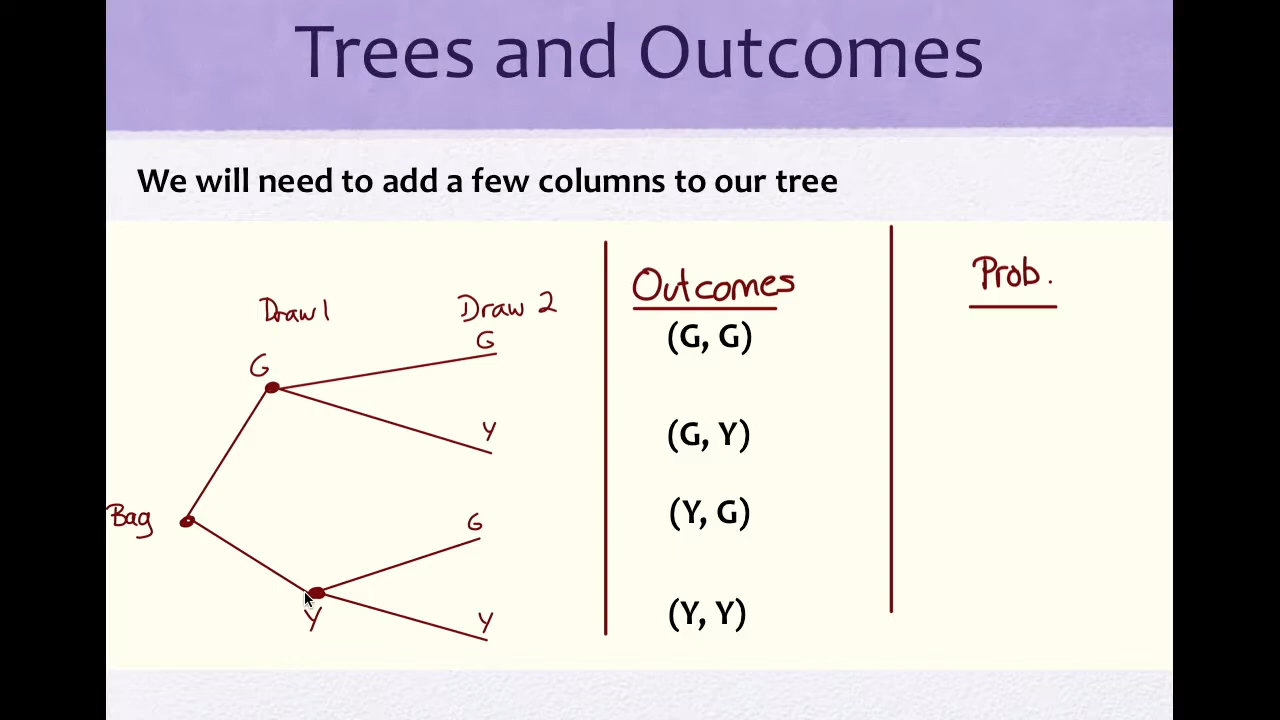 Trees and Outcomes
We will need to add a few columns to our tree
Draw 1
Draw 2
Outcomes
Prob.
G
G
(G, G)
Y
(G, Y)
Bag
G
(Y, G)
Y
Y
(Y, Y)